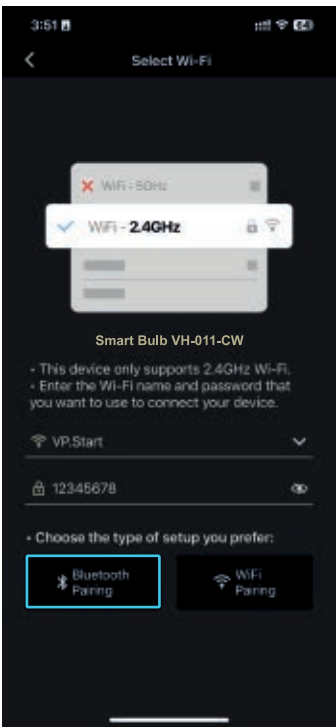 3:51
Select Wi-Fi
WiFi - 5GHz
WiFi - 2.4GHz
Smart Bulb VH-011-CW
- This device only supports 2.4GHz Wi-Fi.
- Enter the Wi-Fi name and password that
you want to use to connect your device.
VP.Start
12345678
- Choose the type of setup you prefer:
Bluetooth
Pairing
WiFi
Pairing